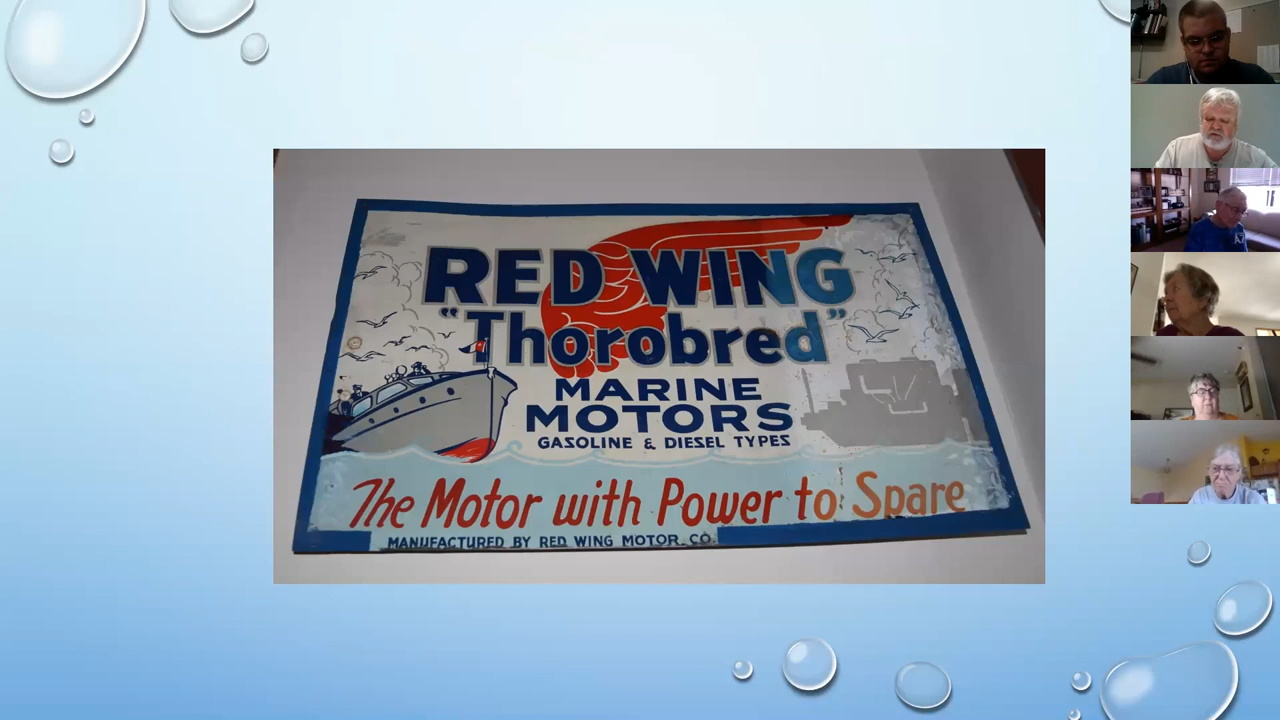 RED WING
"Thorobred"
MARINE
MOTORS
GASOLINE & DIESEL TYPES
The Motor with Power to Spare
MANUFACTURED BY RED WING MOTOR CO.